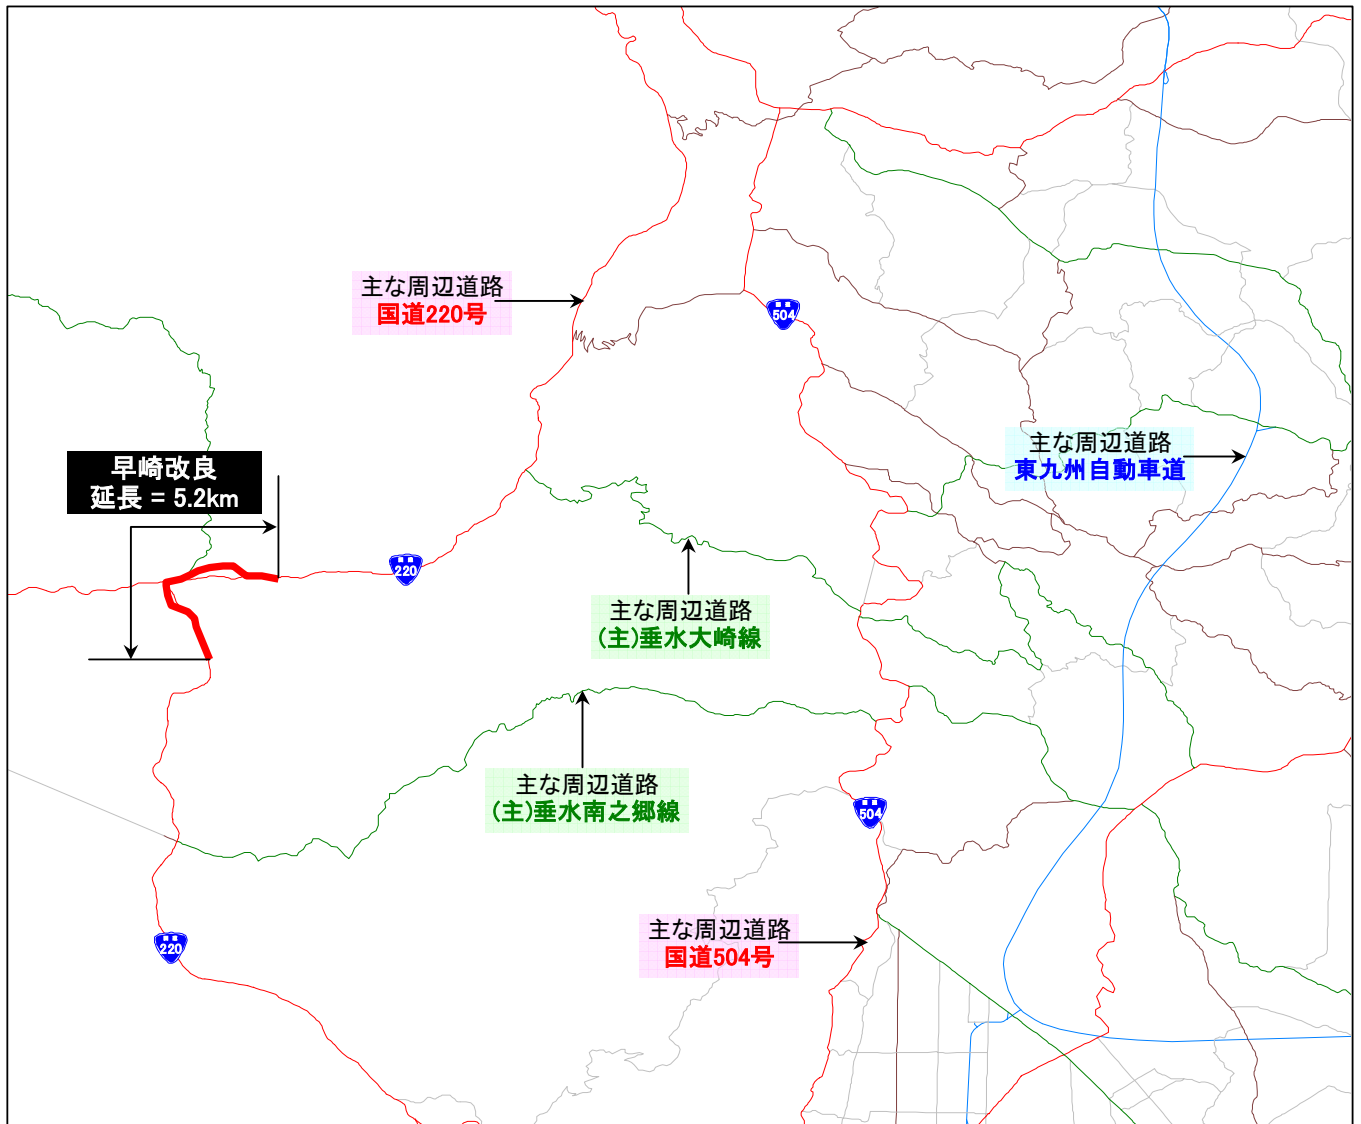 主な周辺道路
国道220号
504
早崎改良
延長 = 5.2km
主な周辺道路
東九州自動車道
220
主な周辺道路
(主)垂水大崎線
主な周辺道路
(主)垂水南之郷線
504
主な周辺道路
国道504号
220